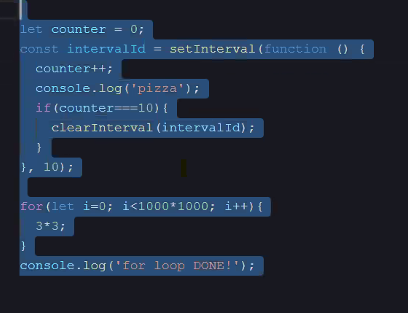 let counter = 0;
const intervalId = setInterval(function () {
  counter++;
  console.log('pizza');
  if(counter===10){
    clearInterval(intervalId);
  }
}, 10);
for(let i=0; i<1000*1000; i++){
  3*3;
}
console.log('for loop DONE!');